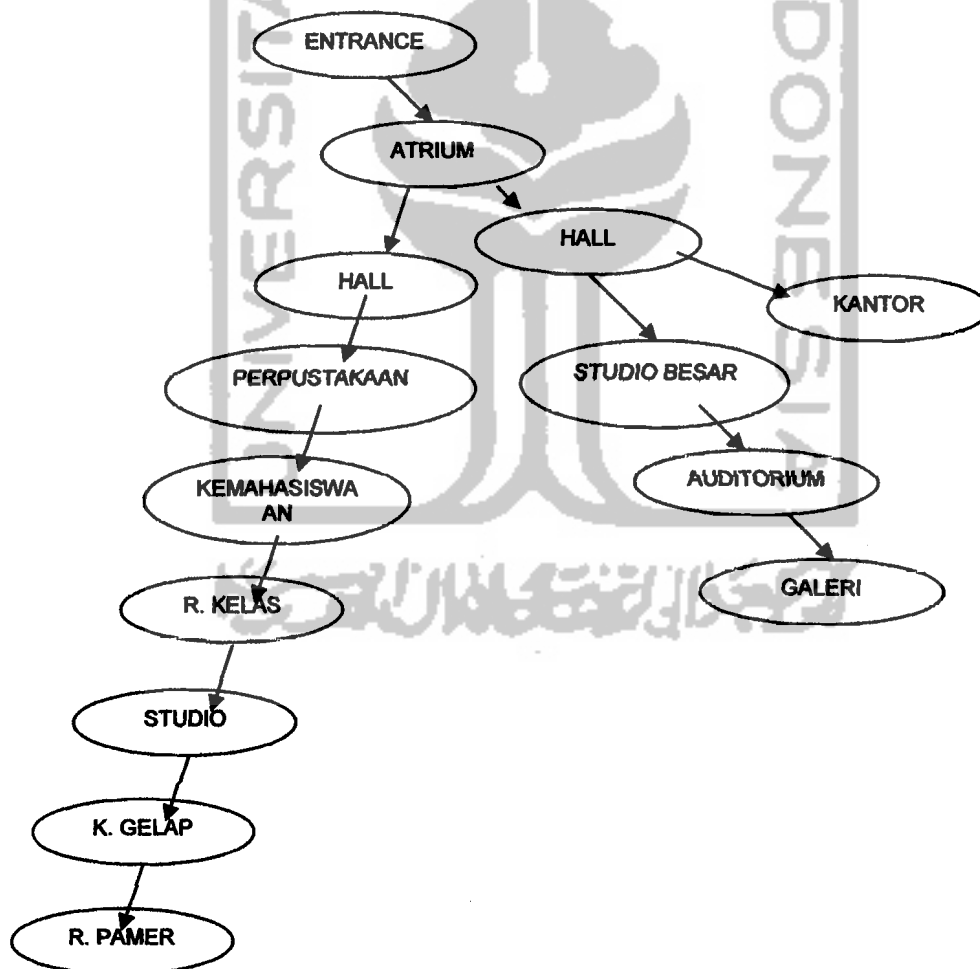 ENTRANCE
ATRIUM
HALL
HALL
KANTOR
PERPUSTAKAAN
STUDIO BESAR
KEMAHASISWA
AN
AUDITORIUM
R. KELAS
GALERI
STUDIO
K. GELAP
R. PAMER